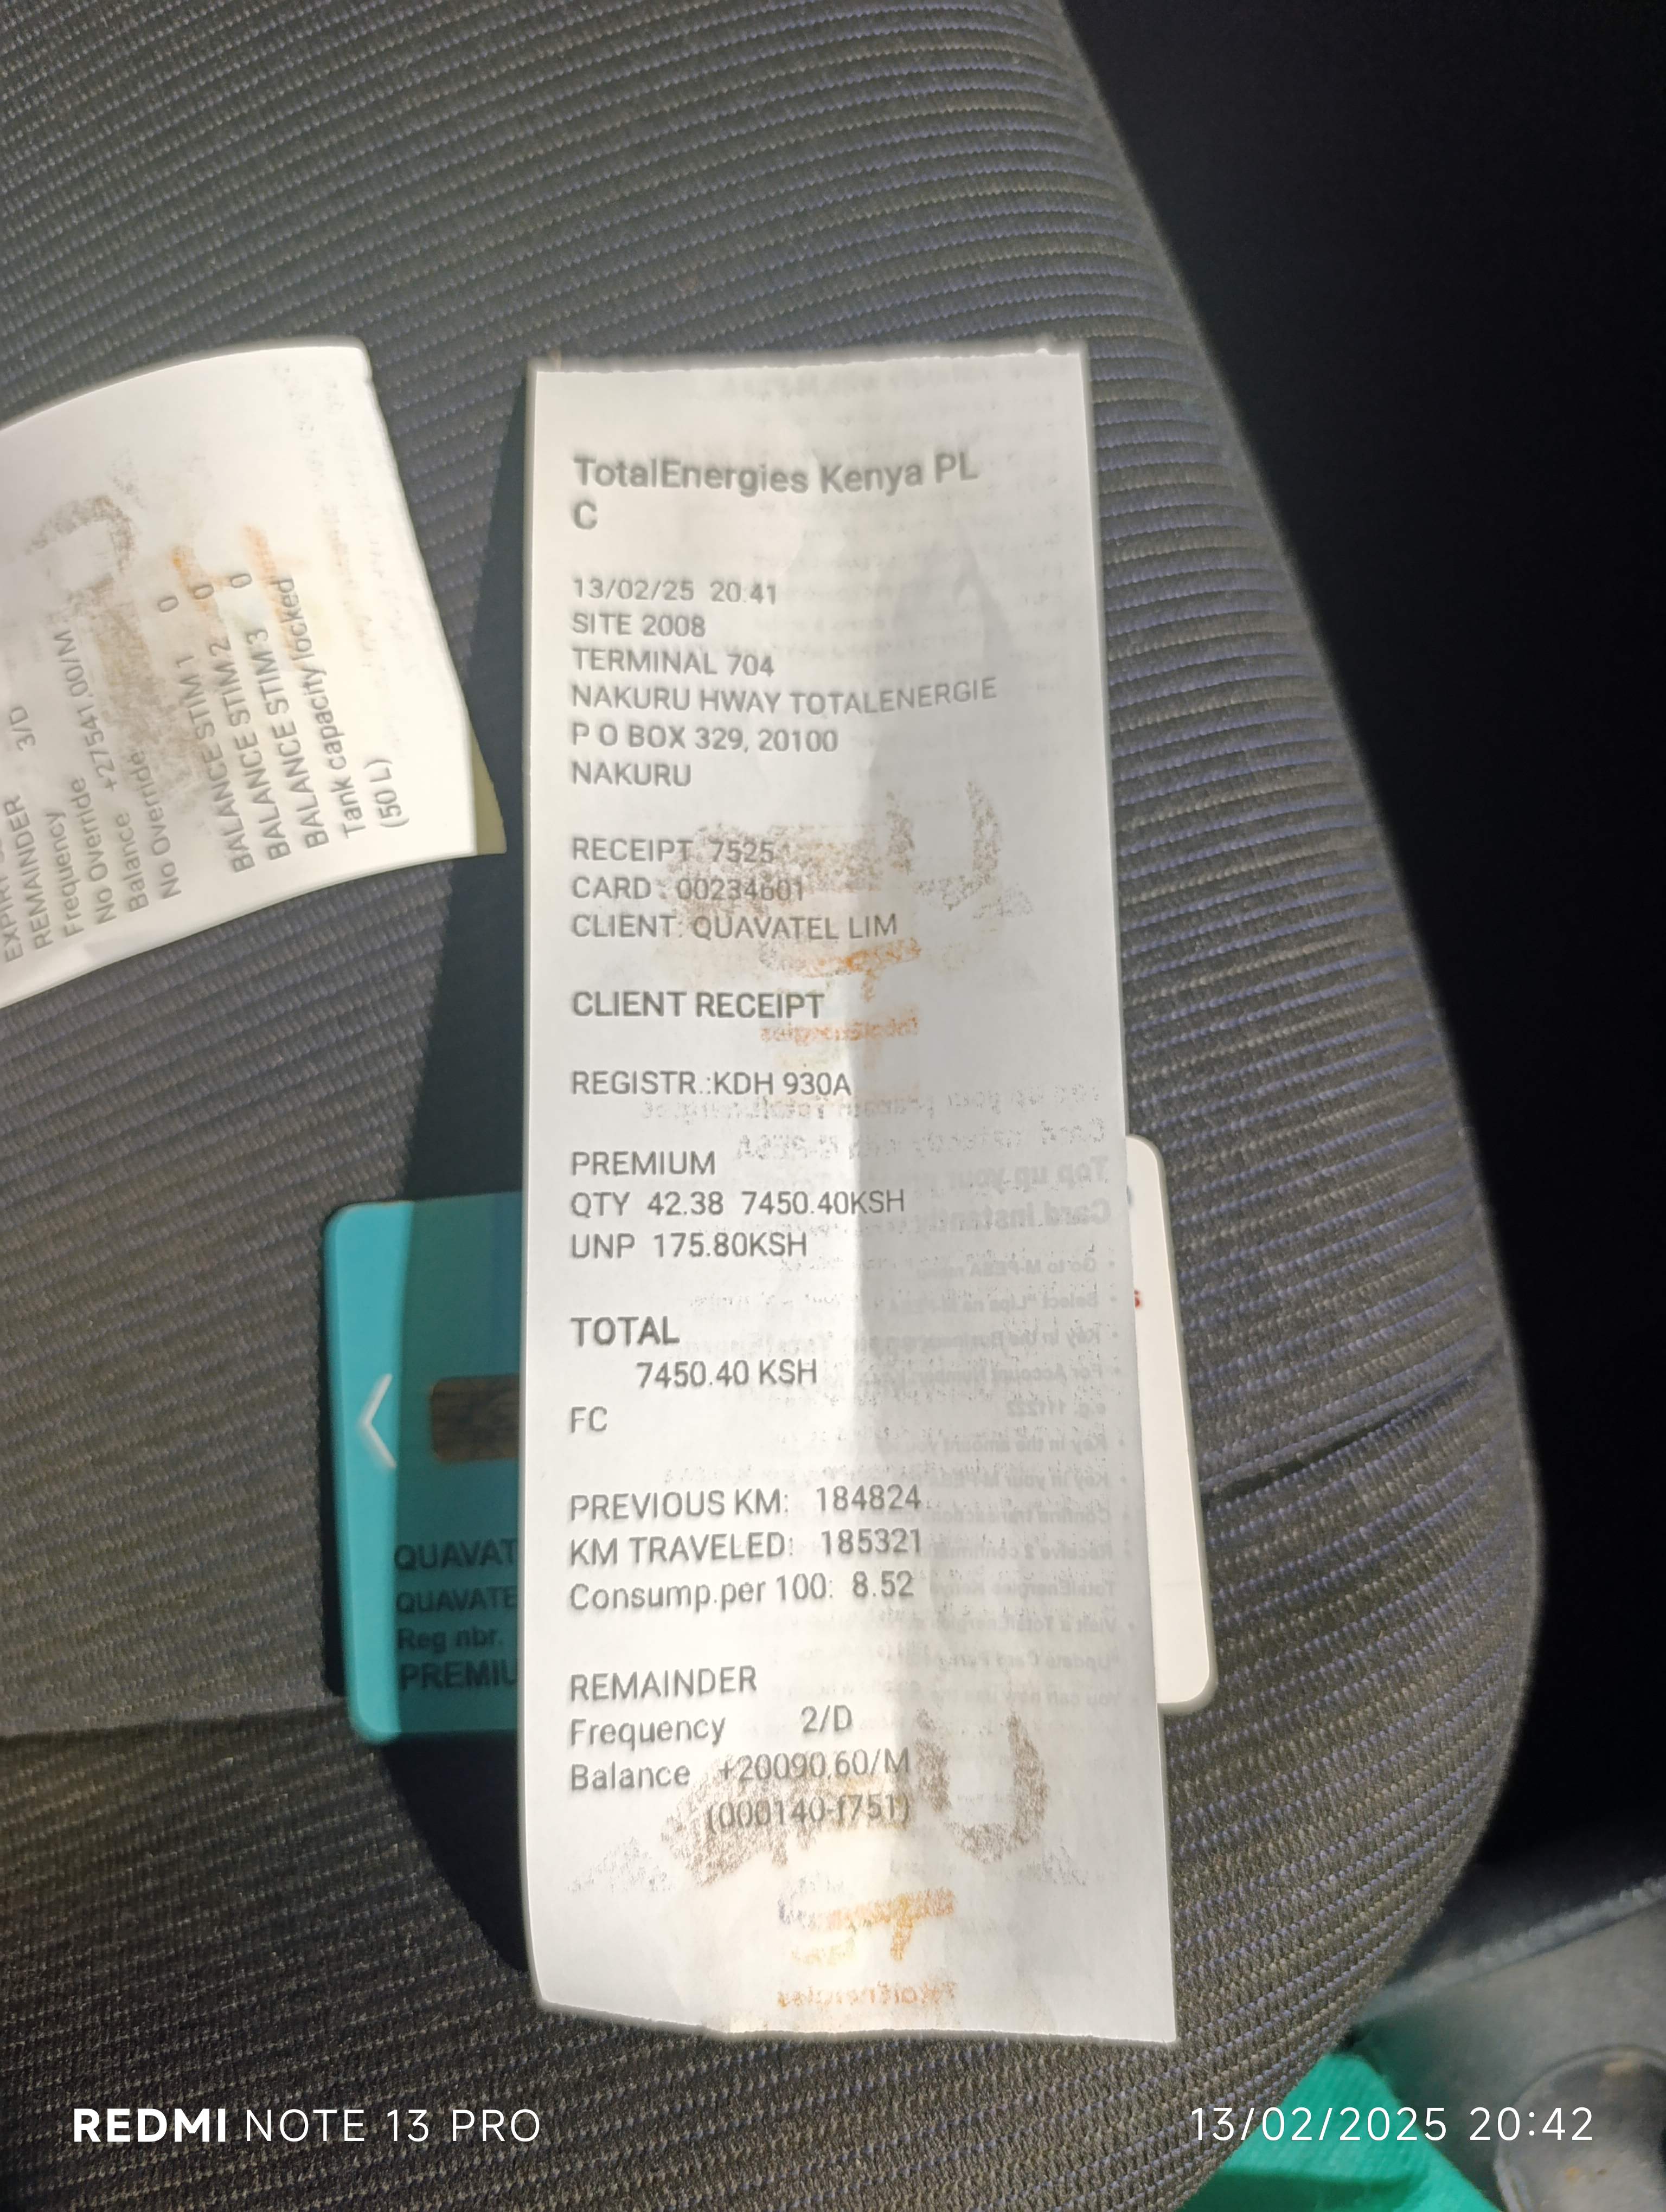 TotalEnergies Kenya PL
C
13/02/25 20:41
SITE 2008
TERMINAL 704
NAKURU HWAY TOTALENERGIE
P O BOX 329, 20100
NAKURU
RECEIPT 7525
CARD : 00234601
CLIENT: QUAVATEL LIM
CLIENT RECEIPT
REGISTR.:KDH 930A
PREMIUM
QTY 42.38 7450.40KSH
UNP 175.80KSH
TOTAL
7450.40 KSH
FC
PREVIOUS KM: 184824
KM TRAVELED: 185321
Consump.per 100: 8.52
REMAINDER
Frequency 2/D
Balance +20090.60/M
(000140-f751)
REMAINDER
Frequency 3/D
No Override
Balance +27541.00/M
No Override
BALANCE STIM 1 0
BALANCE STIM 2 0
BALANCE STIM 3 0
BALANCE locked
Tank capacity
(50 L)
QUAVAT
QUAVATE
Reg nbr.
PREMIU
REDMI NOTE 13 PRO
13/02/2025 20:42